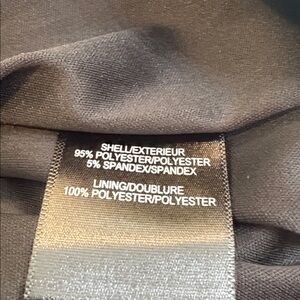 SHELL/EXTERIEUR
95% POLYESTER/POLYESTER
5% SPANDEX/SPANDEX
LINING/DOUBLURE
100% POLYESTER/POLYESTER